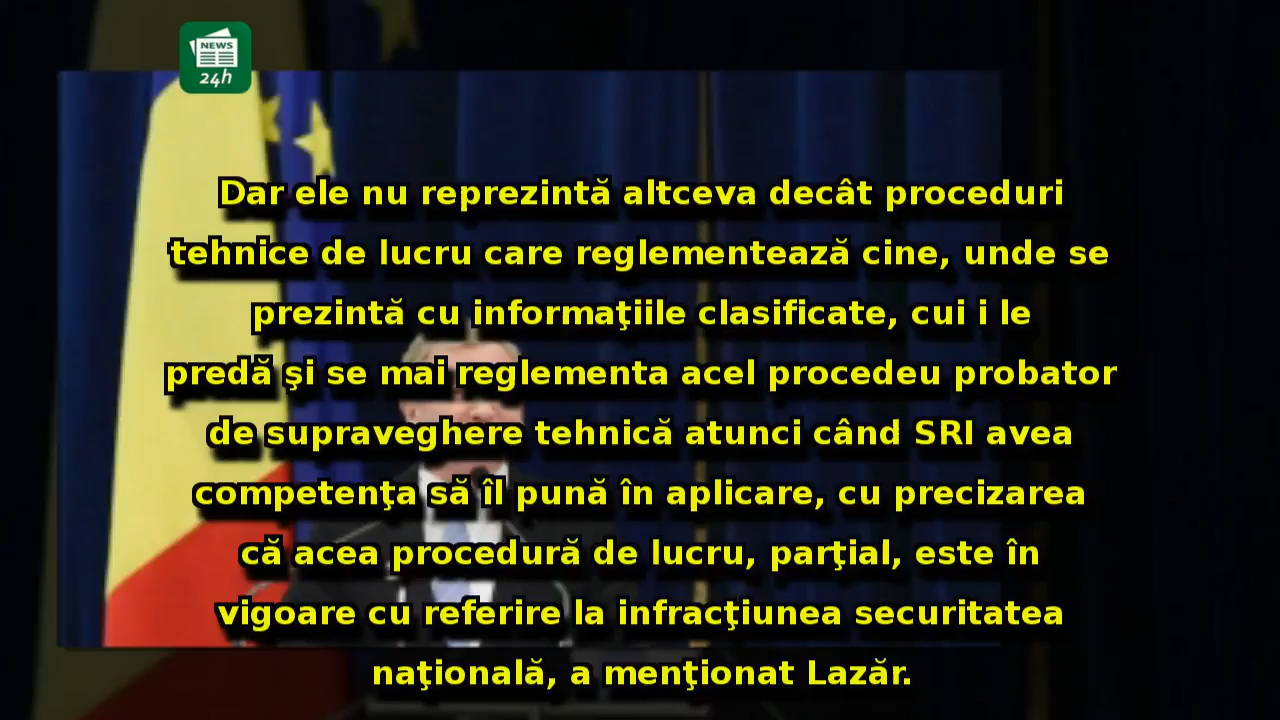 NEWS
24h
Dar ele nu reprezintă altceva decât proceduri
tehnice de lucru care reglementează cine, unde se
prezintă cu informaţiile clasificate, cui i le
predă şi se mai reglementa acel procedeu probator
de supraveghere tehnică atunci când SRI avea
competenţa să îl pună în aplicare, cu precizarea
că acea procedură de lucru, parţial, este în
vigoare cu referire la infracţiunea securitatea
naţională, a menţionat Lazăr.